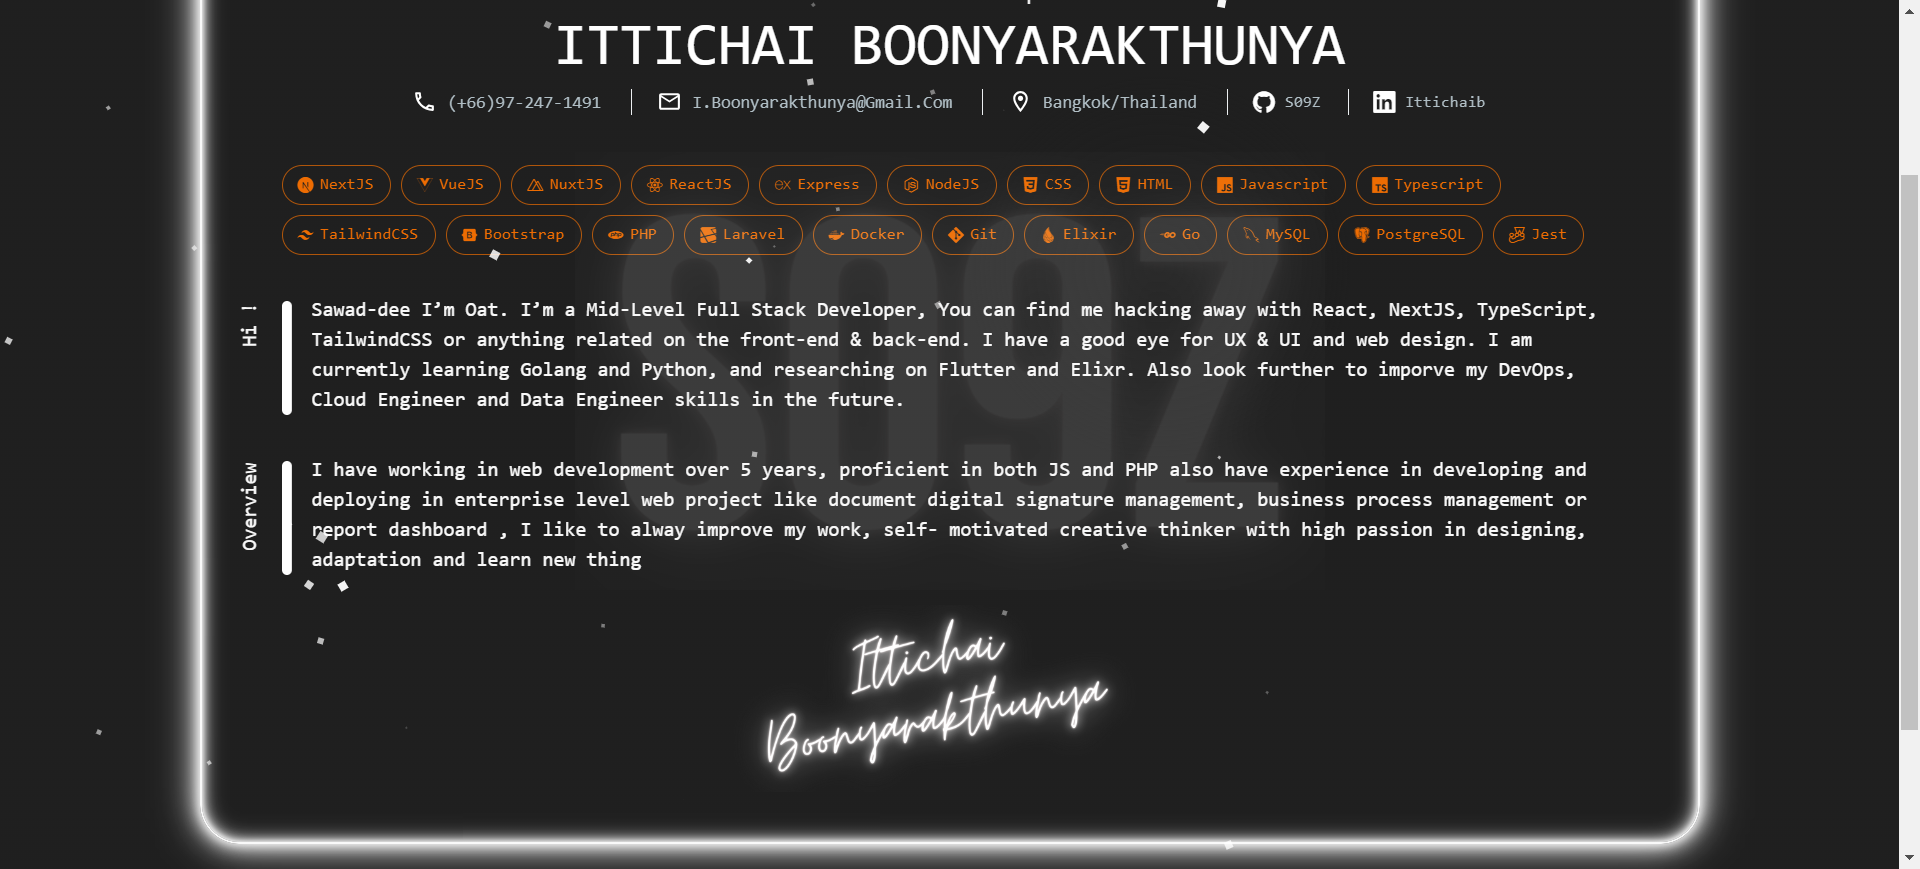 ITTICHAI BOONYARAKTHUNYA
(+66)97-247-1491 I.Boonyarakthunya@Gmail.Com Bangkok/Thailand S09Z Ittichaib
NextJS VueJS NuxtJS ReactJS Express NodeJS CSS HTML Javascript Typescript
TailwindCSS Bootstrap PHP Laravel Docker Git Elixir Go MySQL PostgreSQL Jest
S09Z
Hi !
Sawad-dee I’m Oat. I’m a Mid-Level Full Stack Developer, You can find me hacking away with React, NextJS, TypeScript,
TailwindCSS or anything related on the front-end & back-end. I have a good eye for UX & UI and web design. I am
currently learning Golang and Python, and researching on Flutter and Elixr. Also look further to imporve my DevOps,
Cloud Engineer and Data Engineer skills in the future.
Overview
I have working in web development over 5 years, proficient in both JS and PHP also have experience in developing and
deploying in enterprise level web project like document digital signature management, business process management or
report dashboard , I like to alway improve my work, self- motivated creative thinker with high passion in designing,
adaptation and learn new thing
Ittichai
Boonyarakthunya